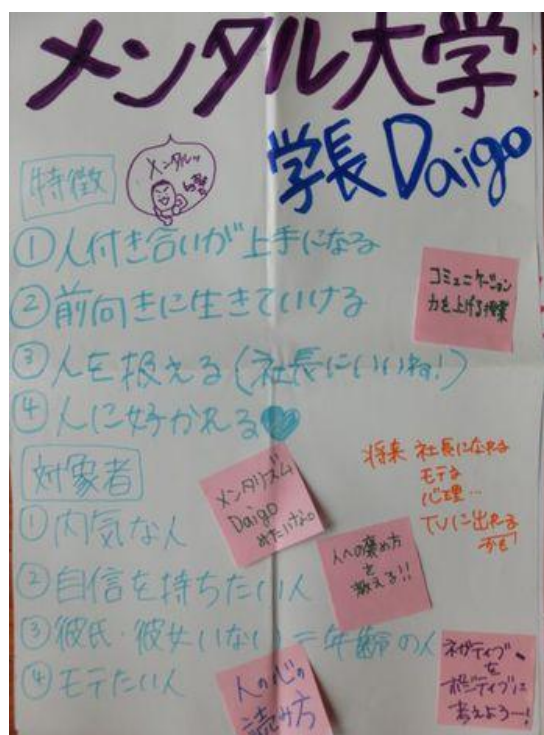 メンタル大学
学長 Daigo
特徴
メンタルッ
①人付き合いが上手になる
②前向きに生きていける
コミュニケーション
力を上げる授業
③人を扱える(社長にいいね!)
④人に好かれる
将来 社長になれる
モテる
心理…
TVに出れる
かも
対象者
メンタリズム
Daigo
めたいな。
①内気な人
人への褒め方
を
教える!!
②自信を持ちたい人
③彼氏・彼女いない=年齢の人
④モテたい人
ネガティブ、
を
ポジティブに
考えよう〜!
人の心の
読み方